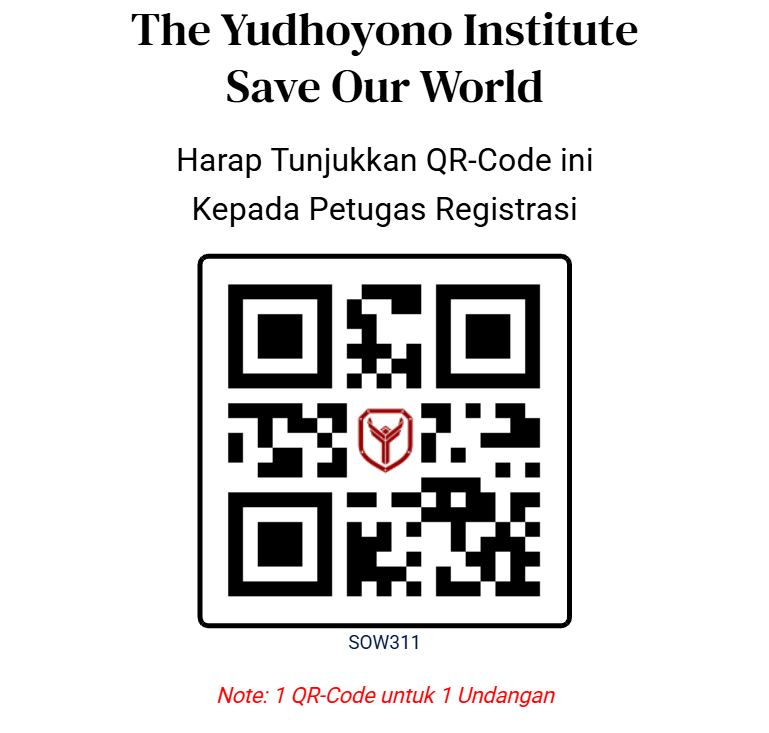 The Yudhoyono Institute
Save Our World
Harap Tunjukkan QR-Code ini
Kepada Petugas Registrasi
SOW311
Note: 1 QR-Code untuk 1 Undangan